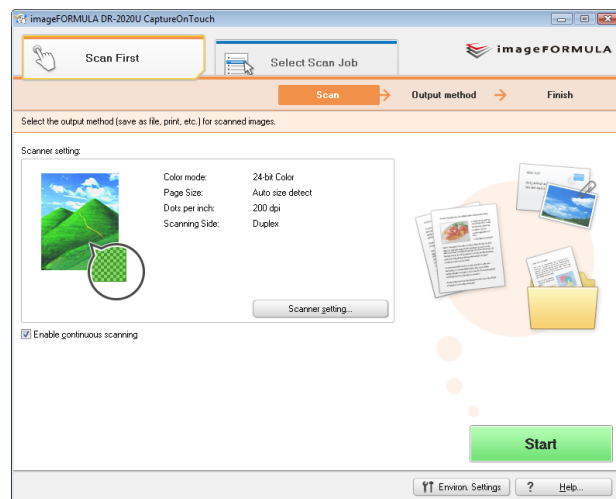 imageFORMULA DR-2020U CaptureOnTouch
Scan First
Select Scan Job
imageFORMULA
Scan
Output method
Finish
Select the output method (save as file, print, etc.) for scanned images.
Scanner setting:
Color mode: 24-bit Color
Page Size: Auto size detect
Dots per inch: 200 dpi
Scanning Side: Duplex
Scanner setting...
Enable continuous scanning
Start
Environ. Settings
? Help...